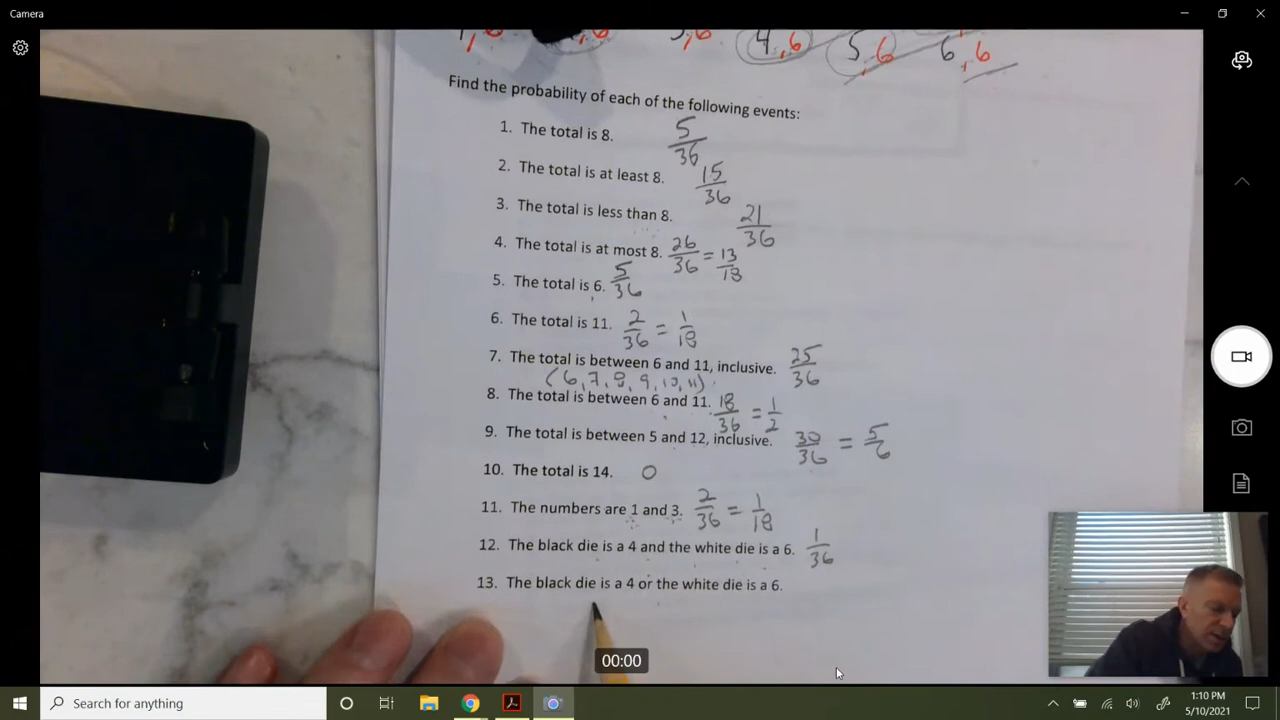 Camera
4,6 5,6 6,6
Find the probability of each of the following events:
1. The total is 8. 5/36
2. The total is at least 8. 15/36
3. The total is less than 8. 21/36
4. The total is at most 8. 26/36 = 13/18
5. The total is 6. 5/36
6. The total is 11. 2/36 = 1/18
7. The total is between 6 and 11, inclusive. 25/36
(6, 7, 8, 9, 10, 11)
8. The total is between 6 and 11. 18/36 = 1/2
9. The total is between 5 and 12, inclusive. 30/36 = 5/6
10. The total is 14. 0
11. The numbers are 1 and 3. 2/36 = 1/18
12. The black die is a 4 and the white die is a 6. 1/36
13. The black die is a 4 or the white die is a 6.
00:00
Search for anything
1:10 PM
5/10/2021